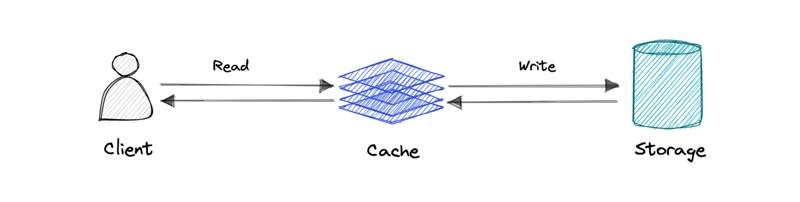 Read
Write
Client
Cache
Storage